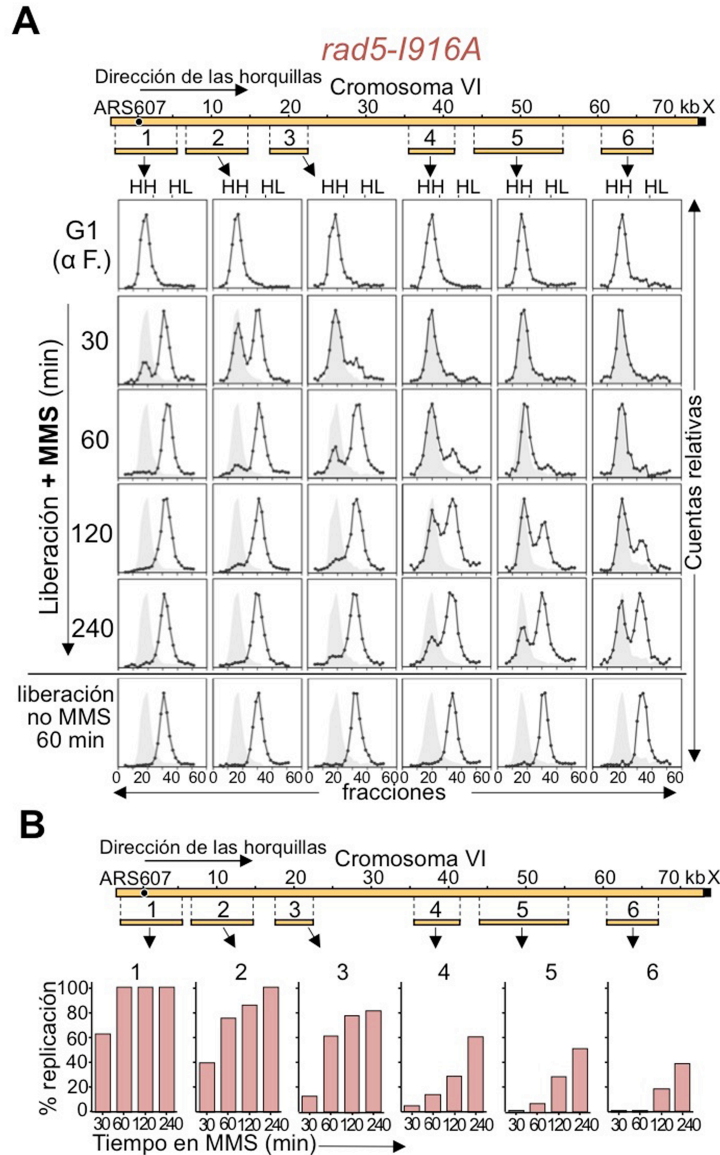 A
rad5-I916A
Dirección de las horquillas
Cromosoma VI
ARS607 10 20 30 40 50 60 70 kb X
1 2 3 4 5 6
HH HL HH HL HH HL HH HL HH HL HH HL
G1
(α F.)
30
60
120
240
Liberación + MMS (min)
liberación
no MMS
60 min
Cuentas relativas
0 20 40 60 0 20 40 60 0 20 40 60 0 20 40 60 0 20 40 60 0 20 40 60
fracciones
B
Dirección de las horquillas
Cromosoma VI
ARS607 10 20 30 40 50 60 70 kb X
1 2 3 4 5 6
1 2 3 4 5 6
% replicación
100
80
60
40
20
0
30 60 120 240 30 60 120 240 30 60 120 240 30 60 120 240 30 60 120 240 30 60 120 240
Tiempo en MMS (min)